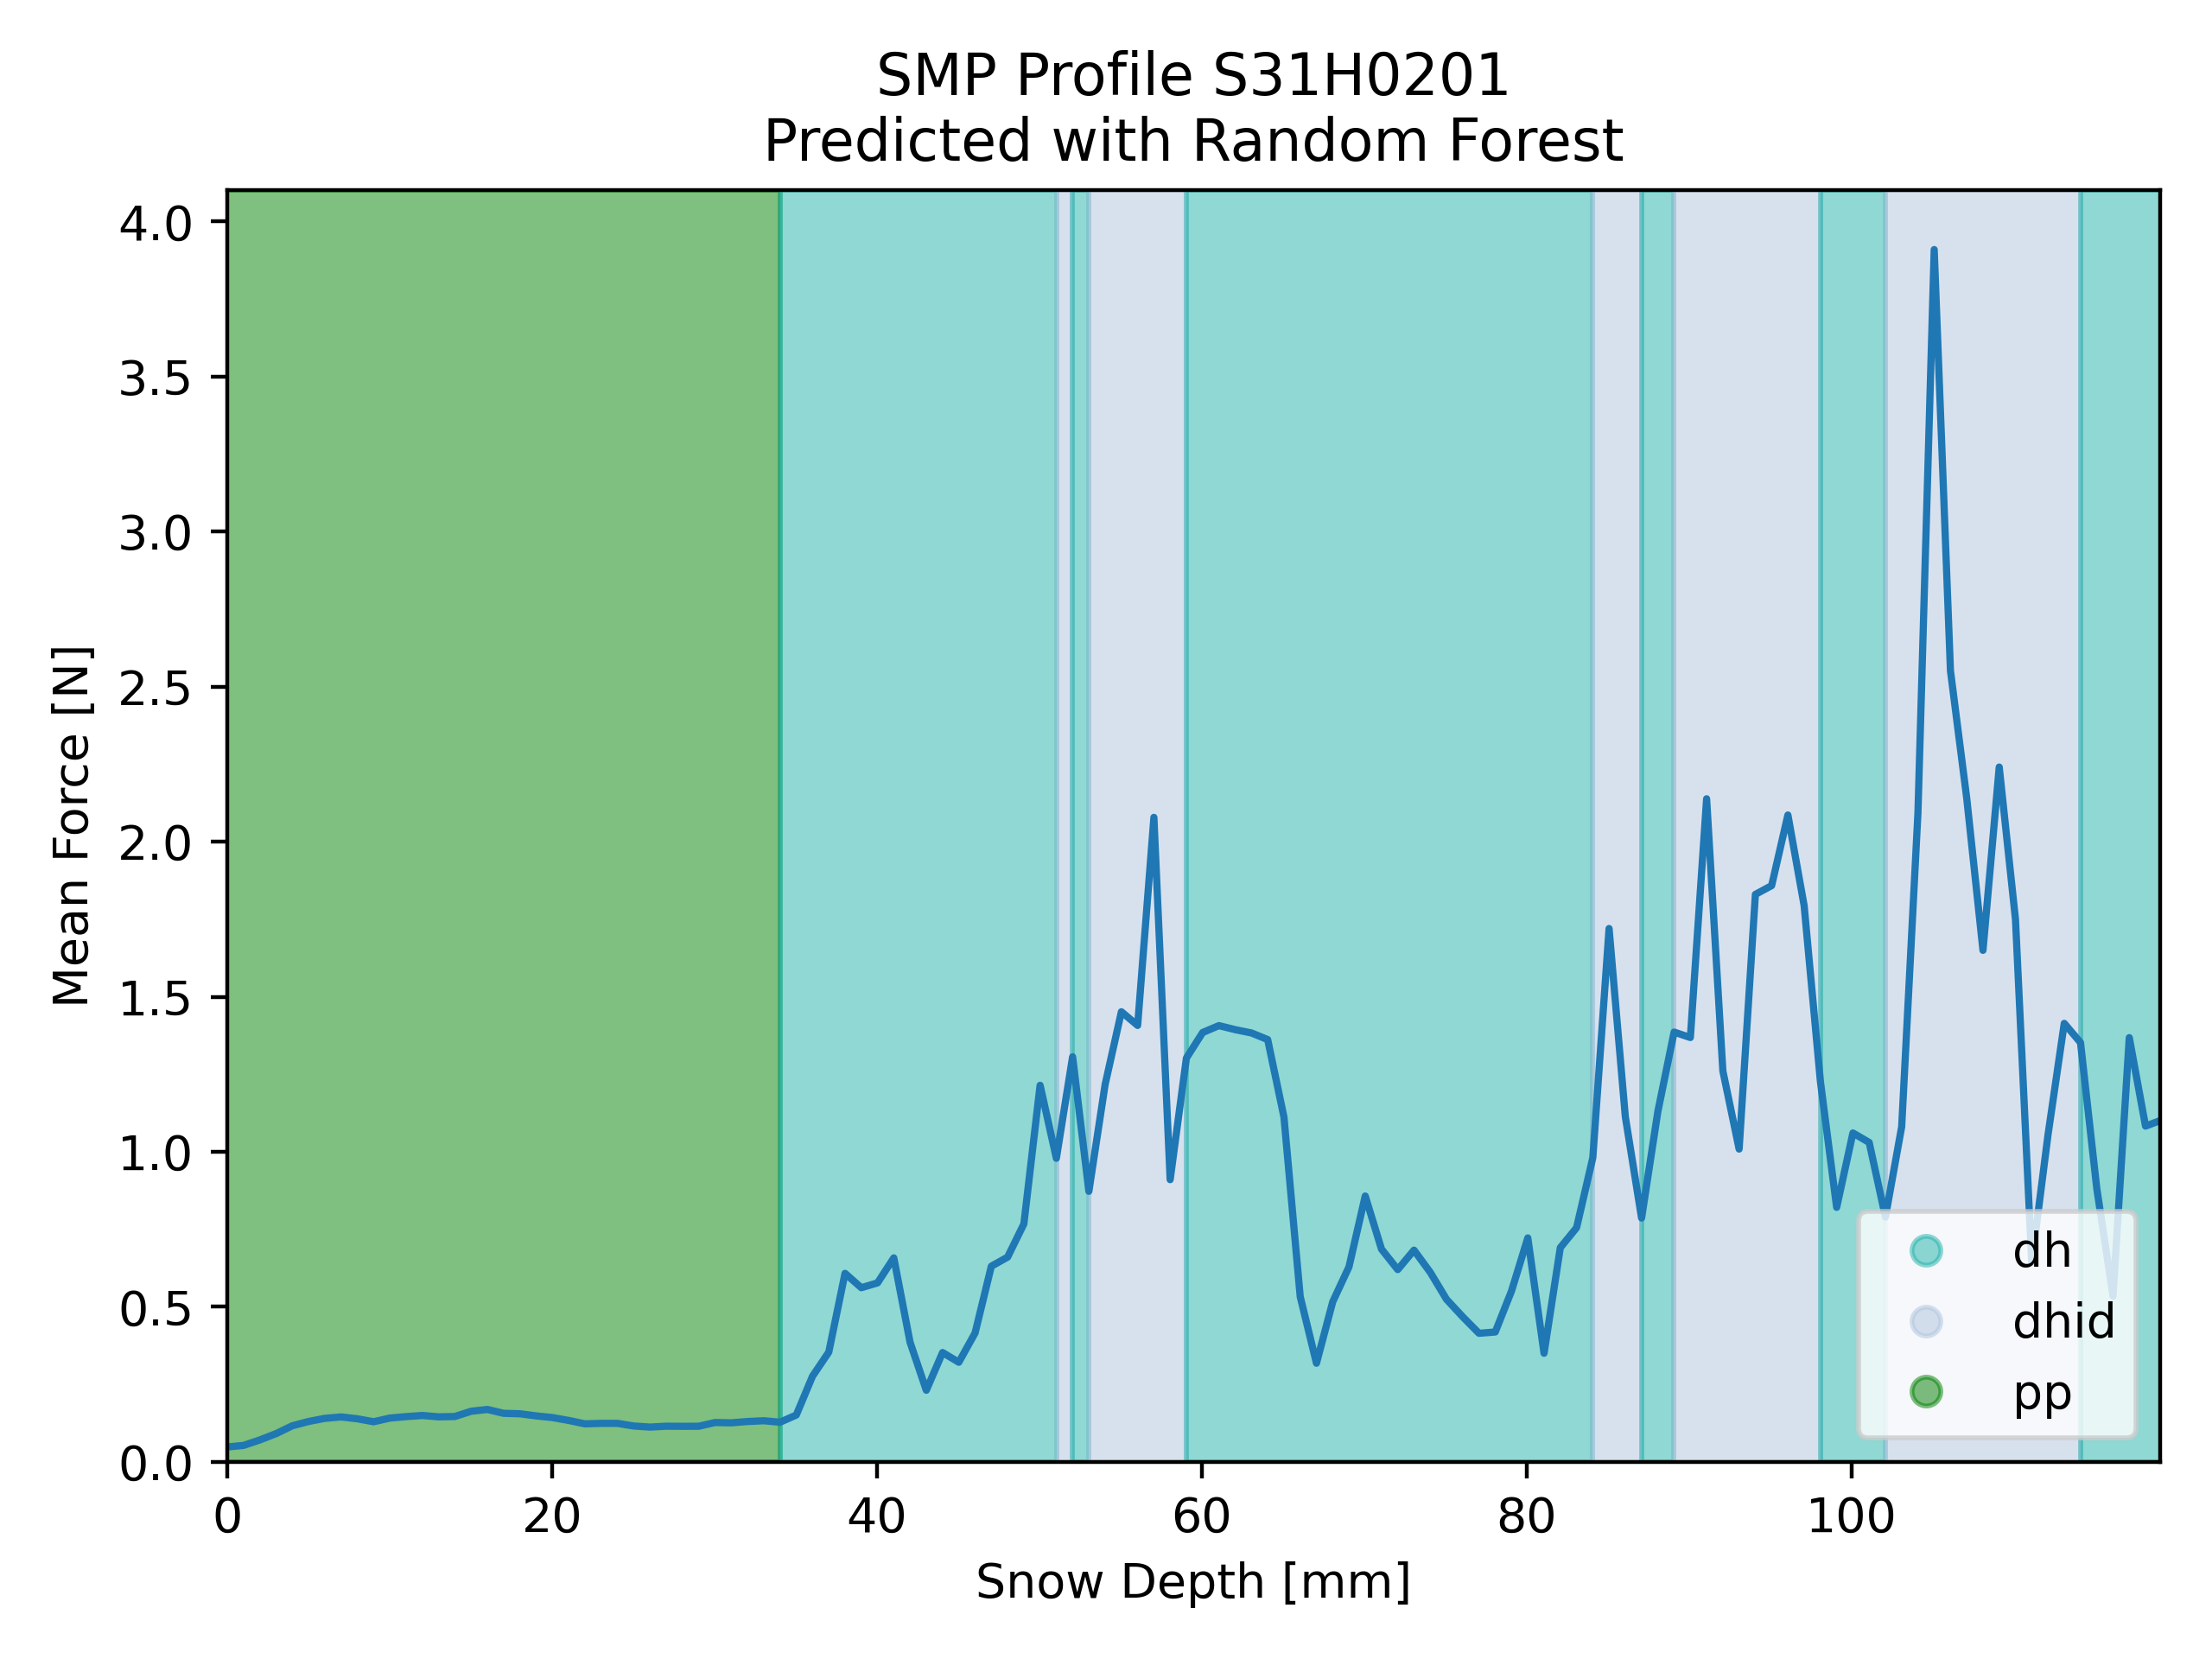 SMP Profile S31H0201
Predicted with Random Forest
4.0
3.5
3.0
2.5
2.0
1.5
1.0
0.5
0.0
Mean Force [N]
dh
dhid
pp
0 20 40 60 80 100
Snow Depth [mm]